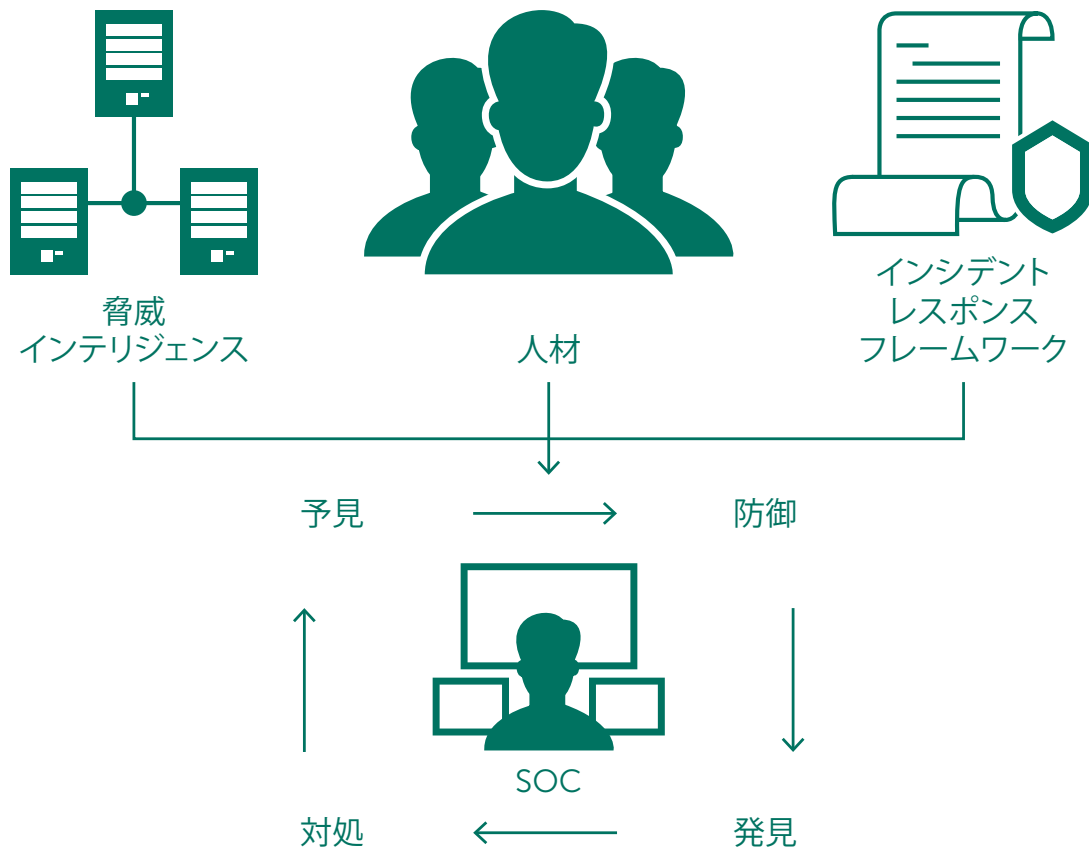 脅威
インテリジェンス
人材
インシデント
レスポンス
フレームワーク
予見
防御
SOC
対処
発見